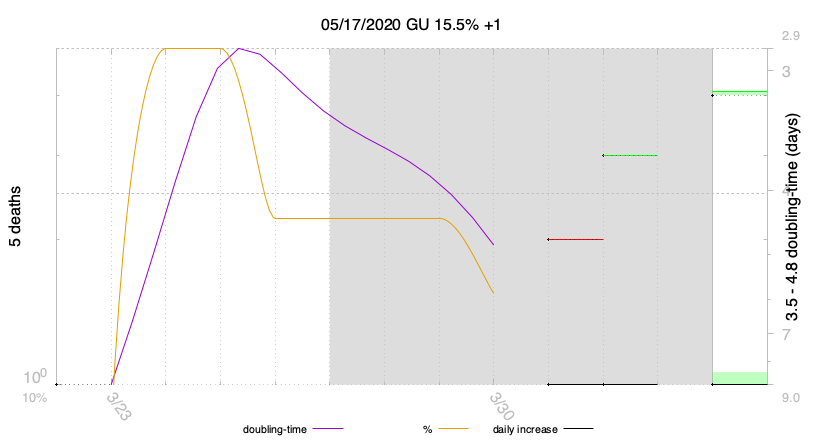 05/17/2020 GU 15.5% +1
2.9
3
4
7
9.0
3.5 - 4.8 doubling-time (days)
5 deaths
10⁰
10%
3/23
3/30
doubling-time
%
daily increase